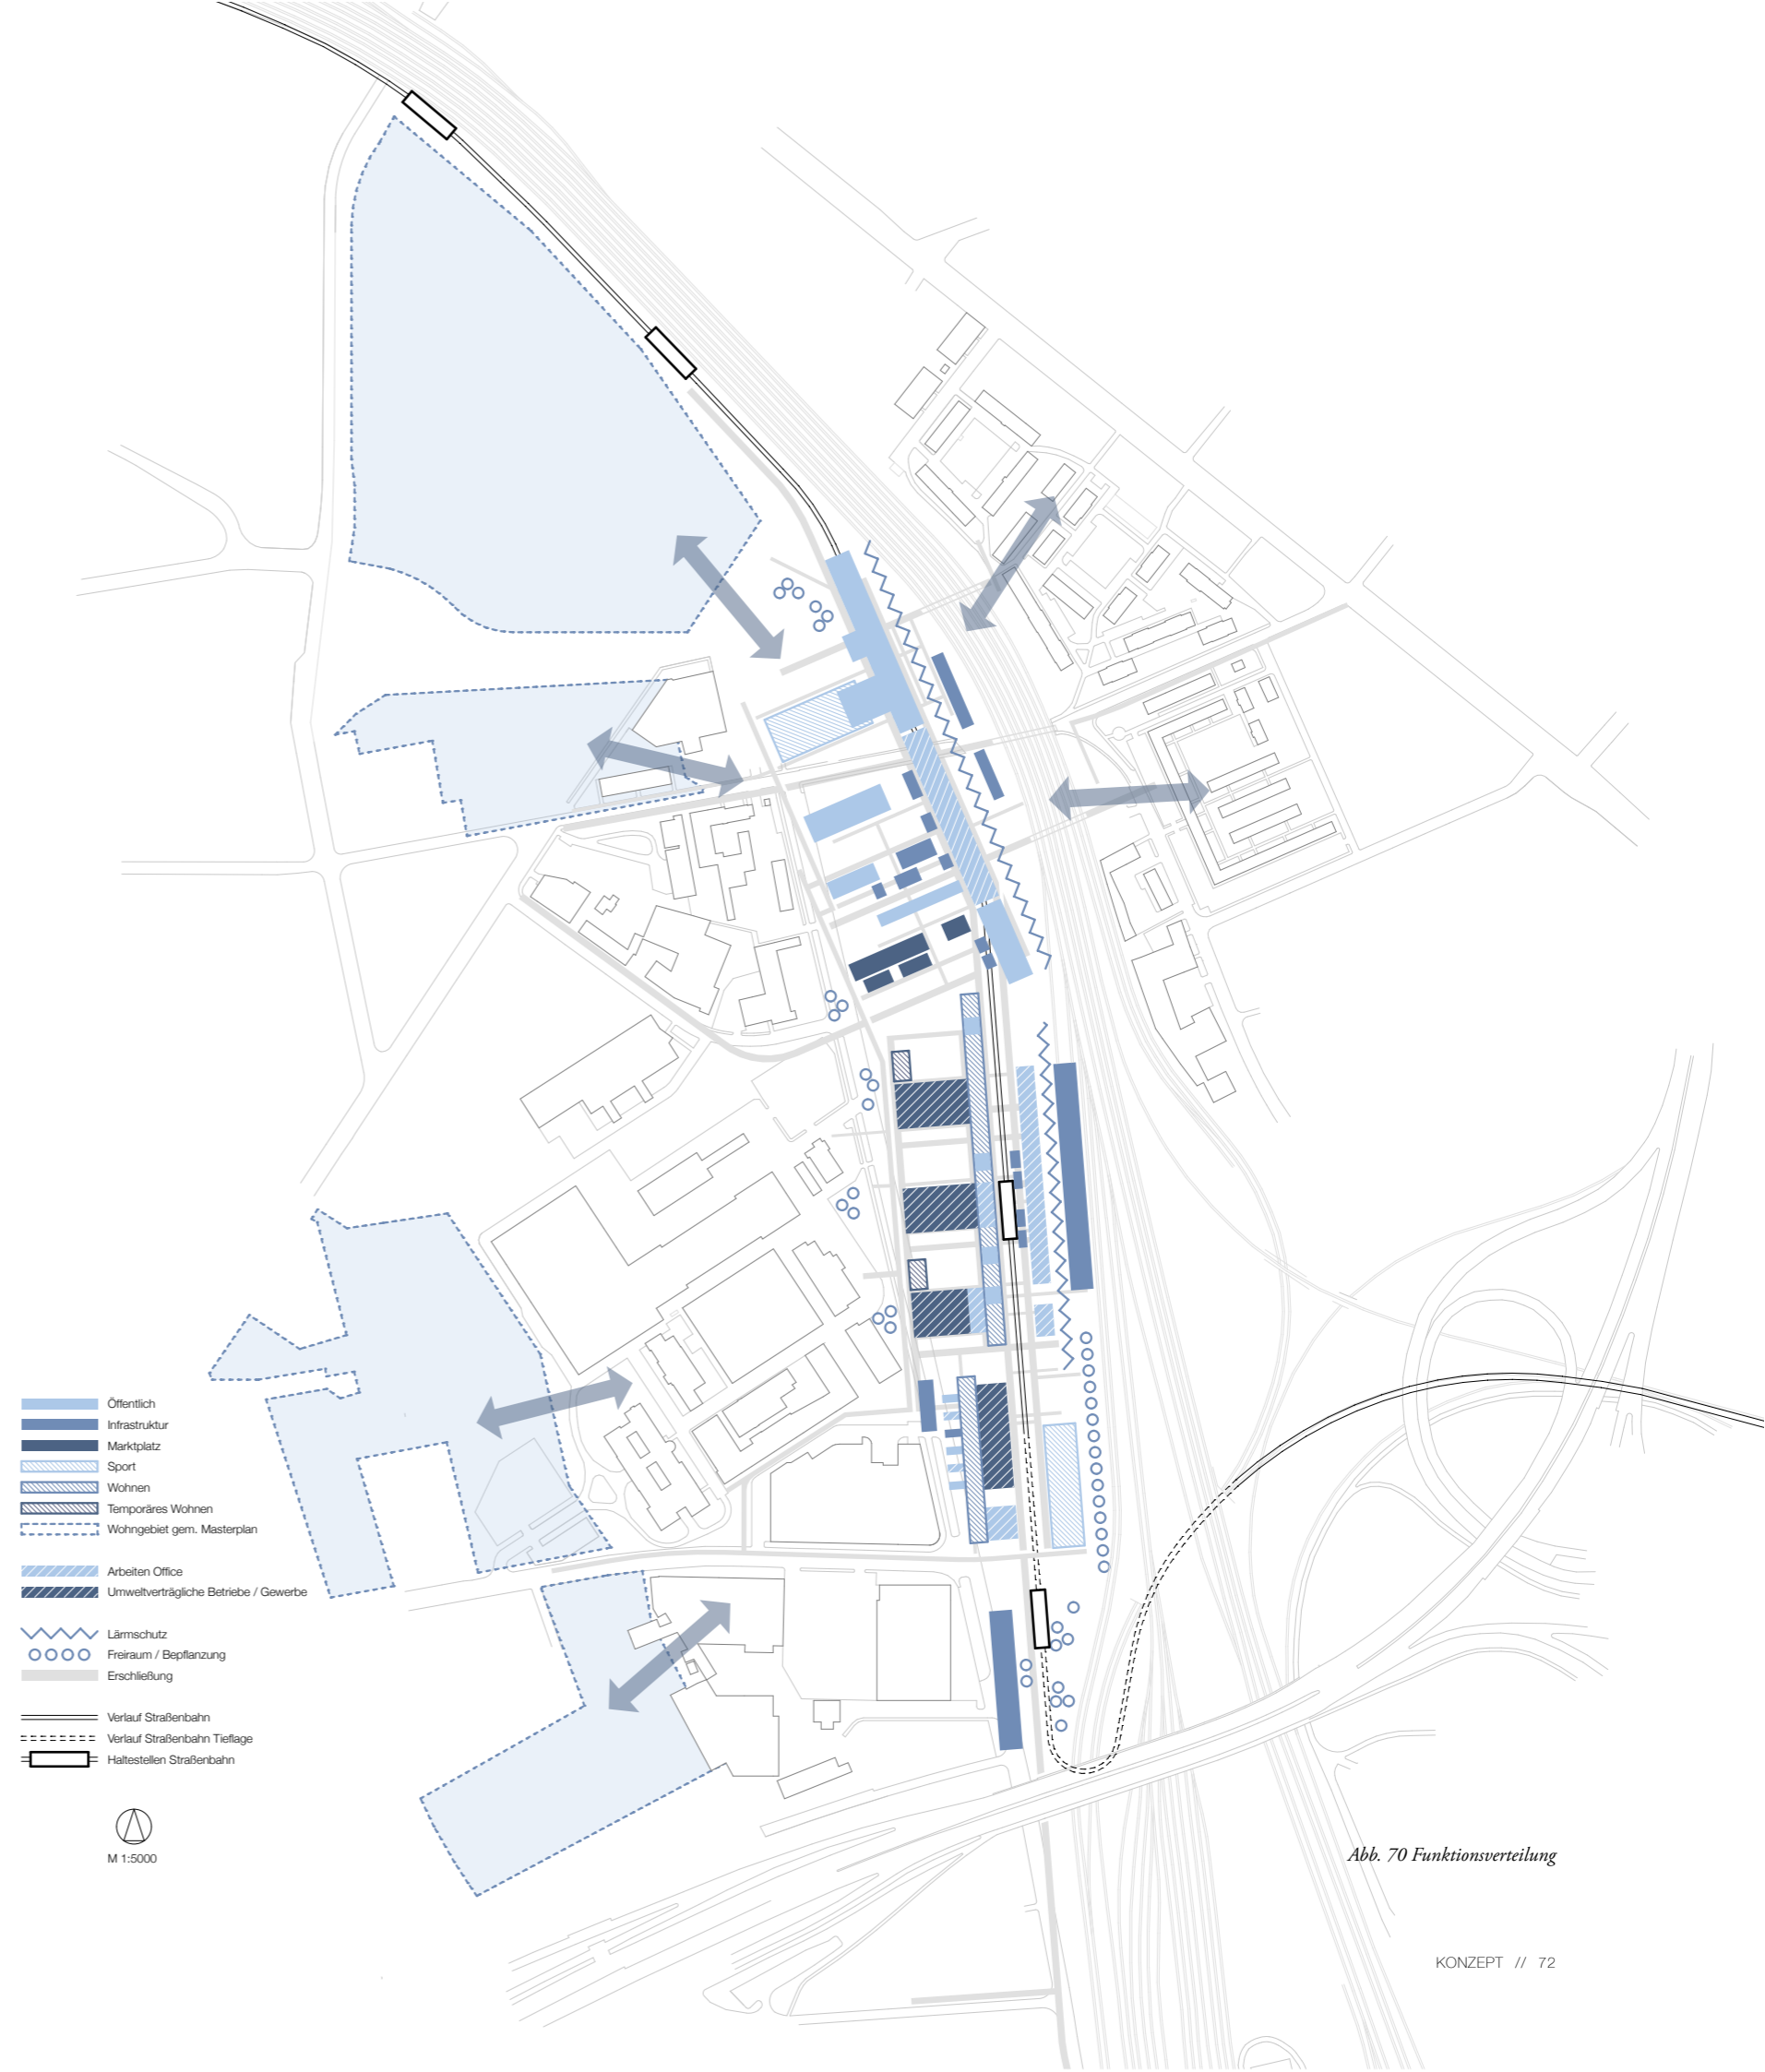 Öffentlich
Infrastruktur
Marktplatz
Sport
Wohnen
Temporäres Wohnen
Wohngebiet gem. Masterplan
Arbeiten Office
Umweltverträgliche Betriebe / Gewerbe
Lärmschutz
Freiraum / Bepflanzung
Erschließung
Verlauf Straßenbahn
Verlauf Straßenbahn Tieflage
Haltestellen Straßenbahn
M 1:5000
Abb. 70 Funktionsverteilung
KONZEPT // 72